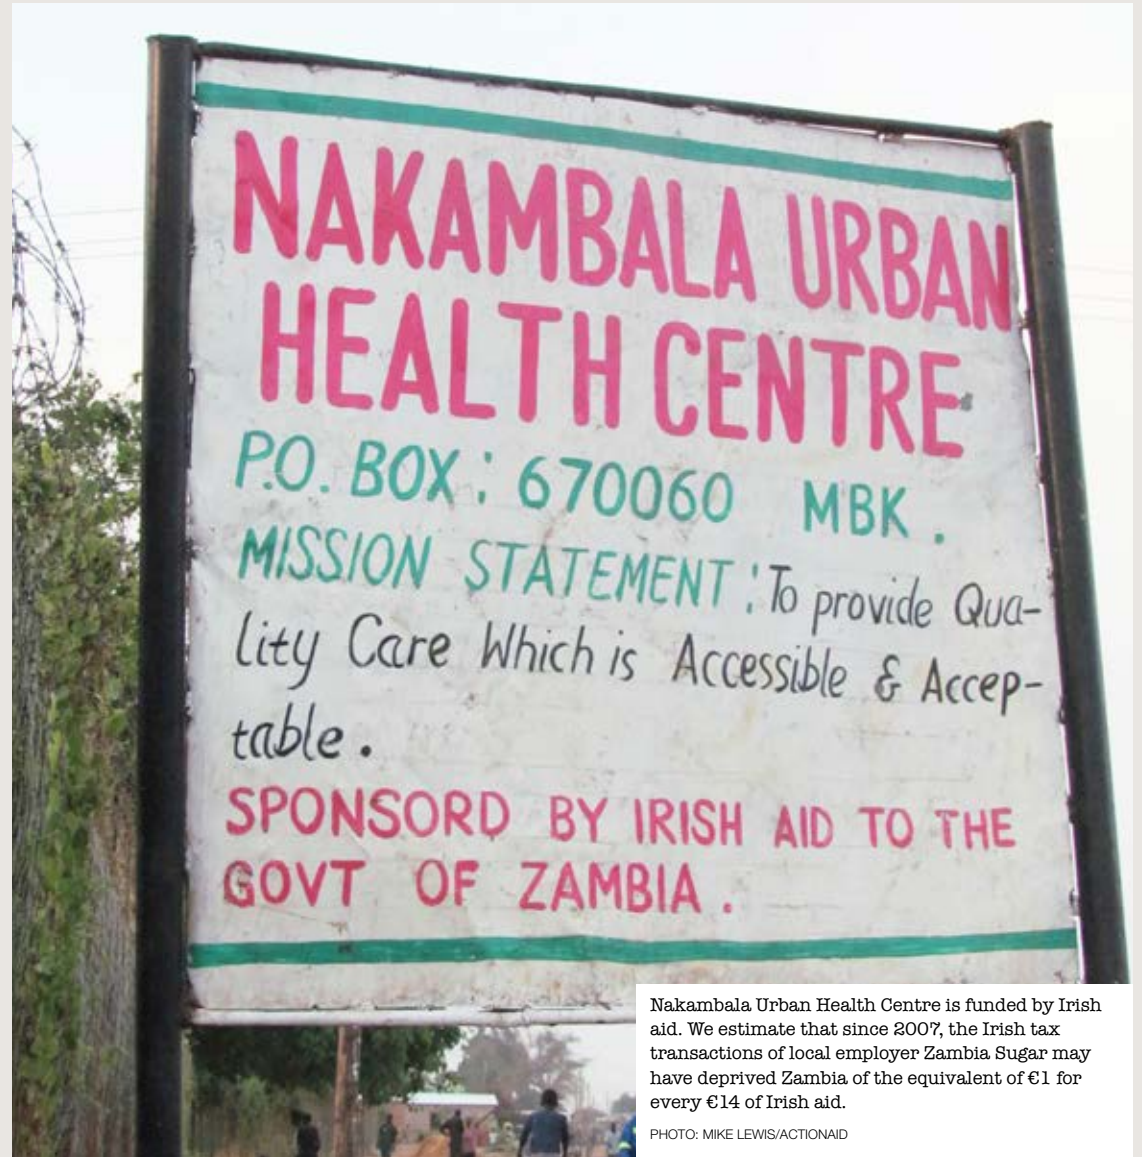 NAKAMBALA URBAN
HEALTH CENTRE
P.O. BOX: 670060 MBK.
MISSION STATEMENT: To provide Qua-
lity Care Which is Accessible & Accep-
table.
SPONSORD BY IRISH AID TO THE
GOVT OF ZAMBIA.
Nakambala Urban Health Centre is funded by Irish
aid. We estimate that since 2007, the Irish tax
transactions of local employer Zambia Sugar may
have deprived Zambia of the equivalent of €1 for
every €14 of Irish aid.
PHOTO: MIKE LEWIS/ACTIONAID